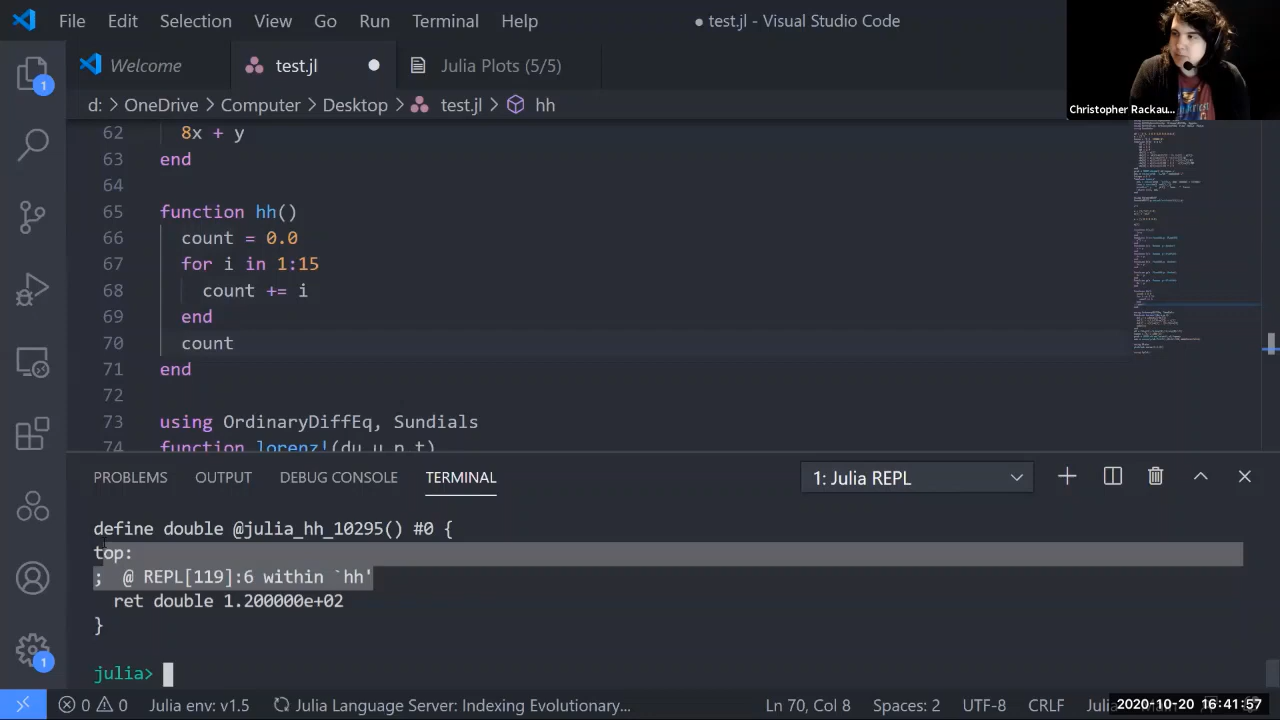 File Edit Selection View Go Run Terminal Help
● test.jl - Visual Studio Code
Welcome
test.jl ●
Julia Plots (5/5)
Christopher Rackau...
d: > OneDrive > Computer > Desktop > test.jl > hh
62 8x + y
63 end
64
65 function hh()
66 count = 0.0
67 for i in 1:15
68 count += i
69 end
70 count
71 end
72
73 using OrdinaryDiffEq, Sundials
74 function lorenz!(du,u,p,t)
PROBLEMS OUTPUT DEBUG CONSOLE TERMINAL
1: Julia REPL
define double @julia_hh_10295() #0 {
top:
;  @ REPL[119]:6 within `hh'
ret double 1.200000e+02
}
julia>
1
1
0 0 Julia env: v1.5 Julia Language Server: Indexing Evolutionary... Ln 70, Col 8 Spaces: 2 UTF-8 CRLF Julia
2020-10-20 16:41:57